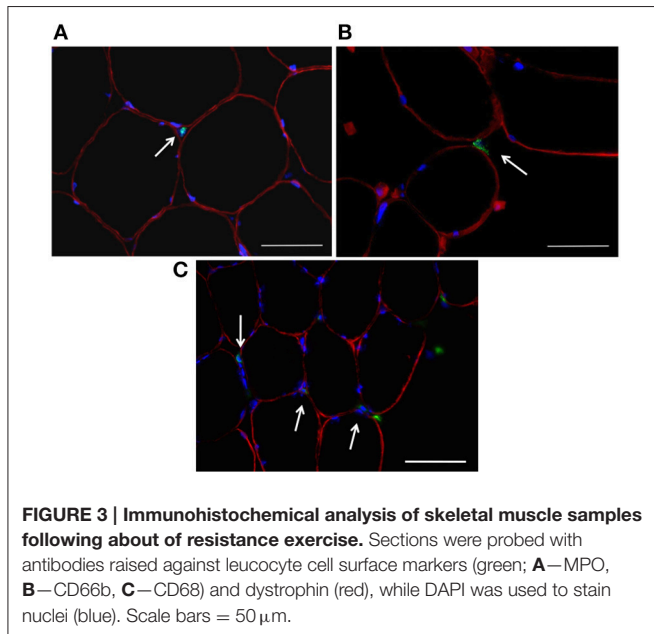 A
B
C
FIGURE 3 | Immunohistochemical analysis of skeletal muscle samples
following about of resistance exercise. Sections were probed with
antibodies raised against leucocyte cell surface markers (green; A—MPO,
B—CD66b, C—CD68) and dystrophin (red), while DAPI was used to stain
nuclei (blue). Scale bars = 50 μm.